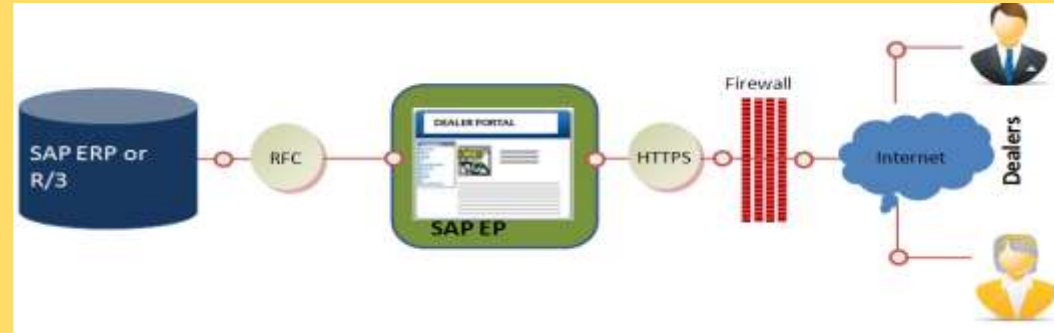 SAP ERP or
R/3
RFC
DEALER PORTAL
SAP EP
HTTPS
Firewall
Internet
Dealers